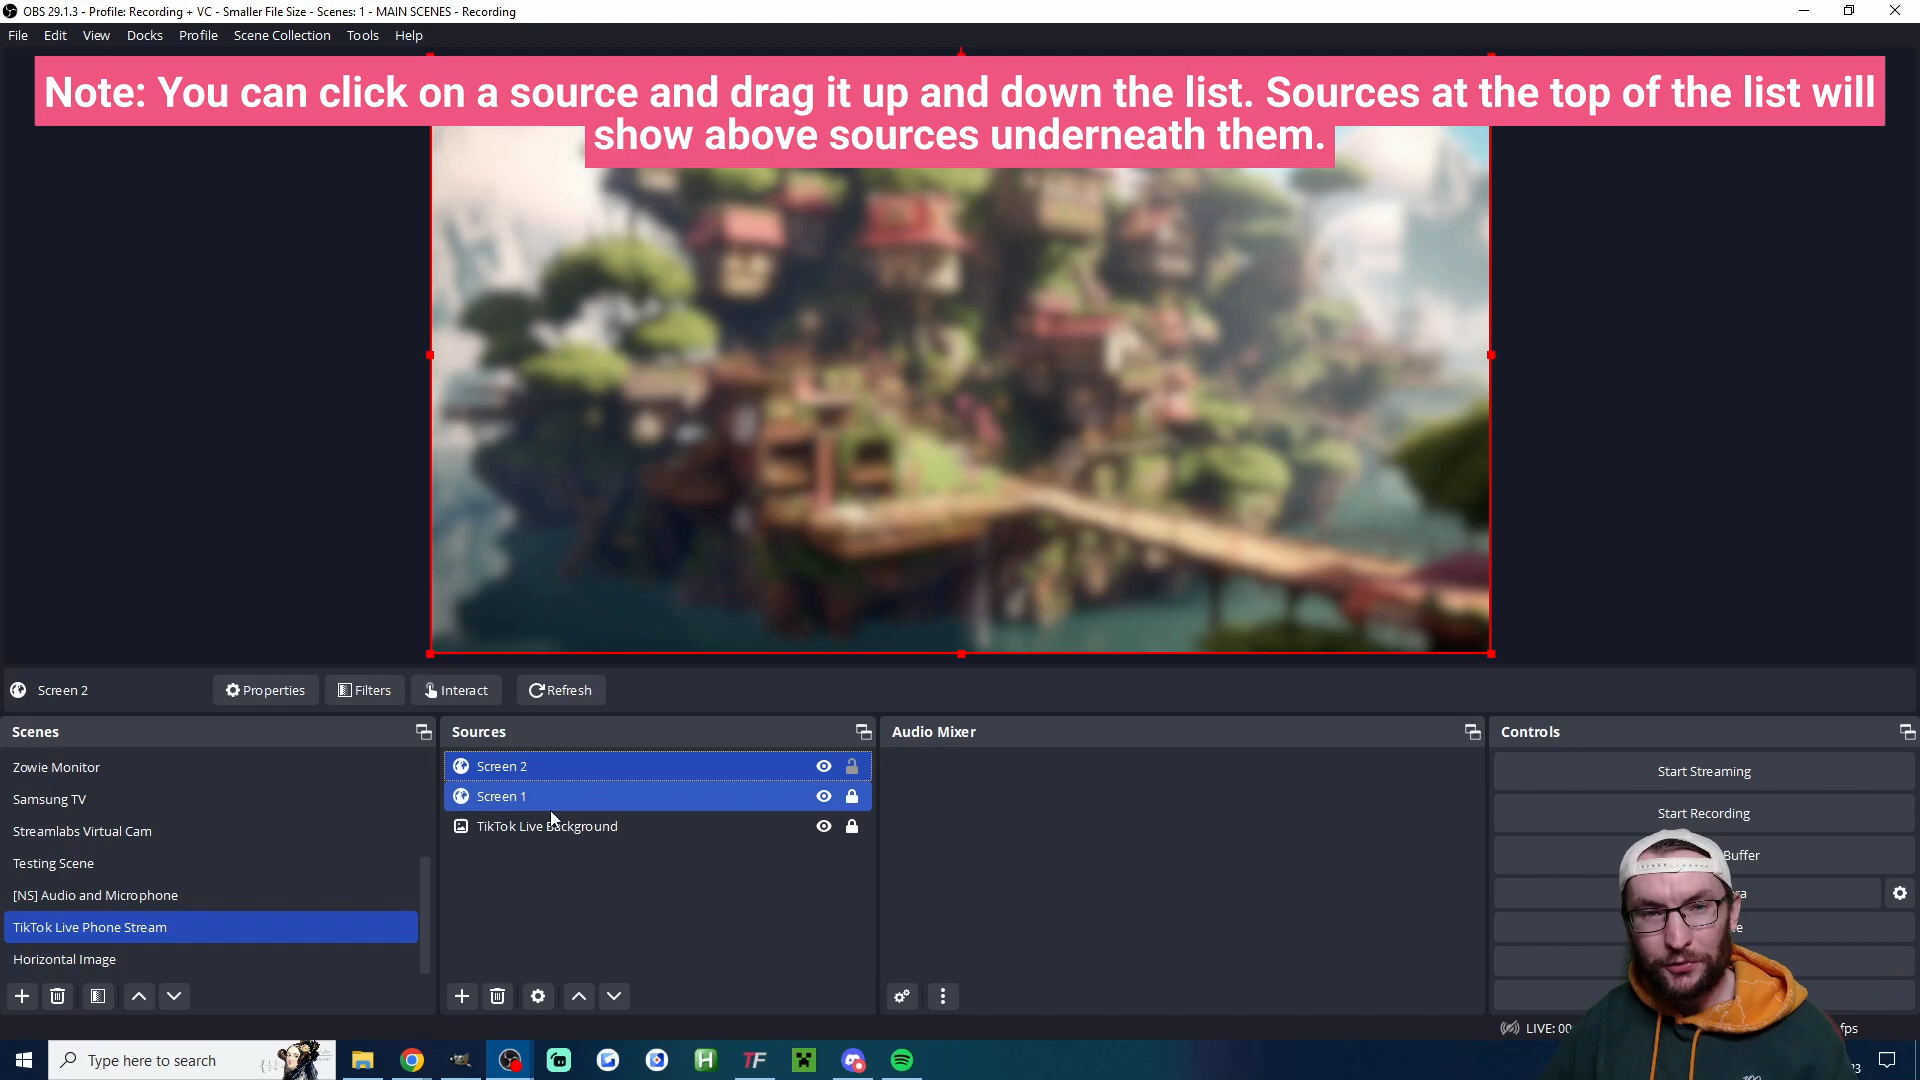 OBS 29.1.3 - Profile: Recording + VC - Smaller File Size - Scenes: 1 - MAIN SCENES - Recording
File Edit View Docks Profile Scene Collection Tools Help
Note: You can click on a source and drag it up and down the list. Sources at the top of the list will
show above sources underneath them.
Screen 2 Properties Filters Interact Refresh
Scenes
Zowie Monitor
Samsung TV
Streamlabs Virtual Cam
Testing Scene
[NS] Audio and Microphone
TikTok Live Phone Stream
Horizontal Image
Sources
Screen 2
Screen 1
TikTok Live Background
Audio Mixer
Controls
Start Streaming
Start Recording
Buffer
LIVE: 00
fps
Type here to search
TF
H